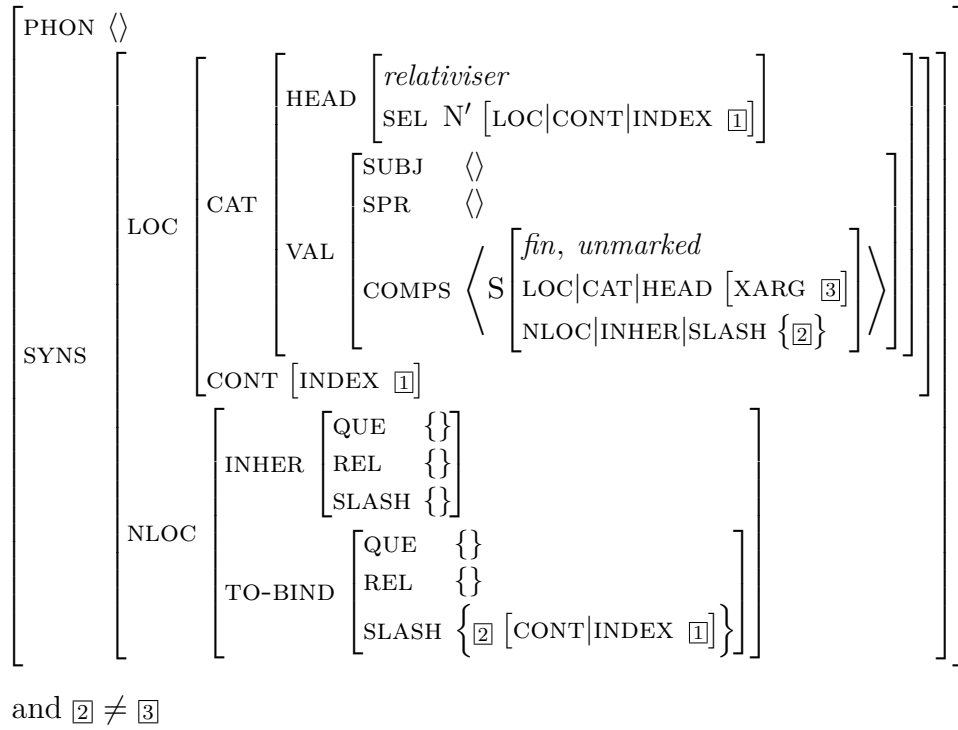 PHON ⟨⟩
HEAD relativiser
SEL N′ [LOC|CONT|INDEX 1]
SUBJ ⟨⟩
SPR ⟨⟩
LOC CAT VAL COMPS ⟨ S fin, unmarked
LOC|CAT|HEAD [XARG 3]
NLOC|INHER|SLASH {2} ⟩
SYNS
CONT [INDEX 1]
QUE {}
INHER REL {}
SLASH {}
NLOC
QUE {}
TO-BIND REL {}
SLASH {2 [CONT|INDEX 1]}
and 2 ≠ 3